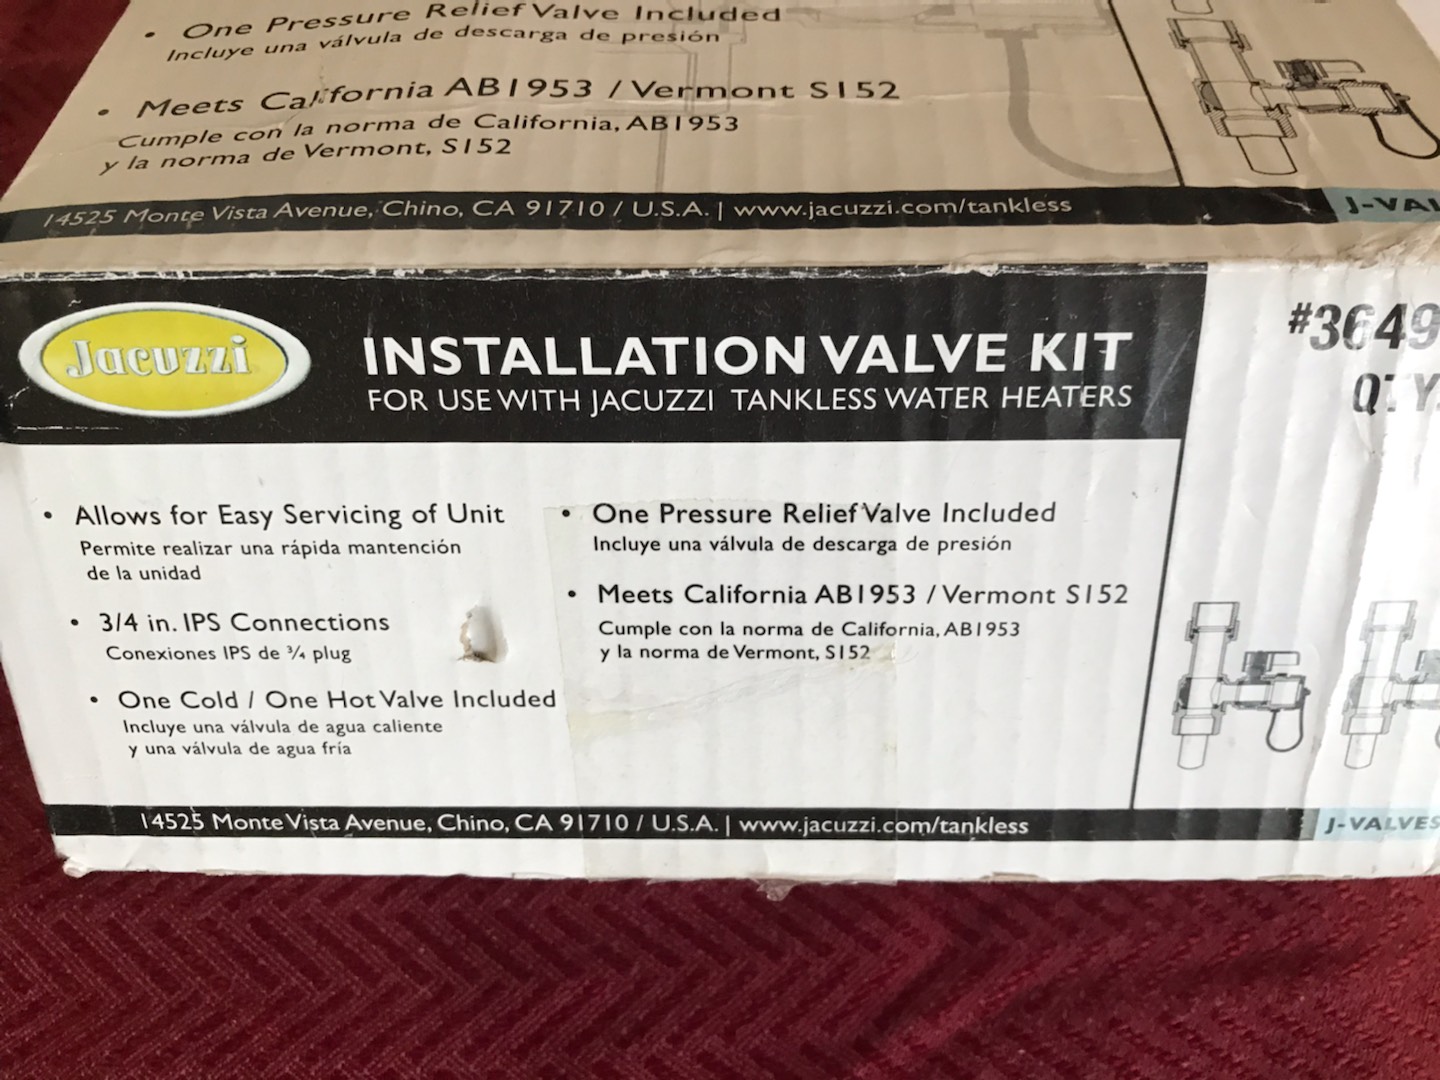 • One Pressure Relief Valve Included
Incluye una válvula de descarga de presión
• Meets California AB1953 / Vermont S152
Cumple con la norma de California, AB1953
y la norma de Vermont, S152
14525 Monte Vista Avenue, Chino, CA 91710 / U.S.A. | www.jacuzzi.com/tankless
Jacuzzi
INSTALLATION VALVE KIT
FOR USE WITH JACUZZI TANKLESS WATER HEATERS
#3649
QTY.
• Allows for Easy Servicing of Unit
Permite realizar una rápida mantención
de la unidad
• 3/4 in. IPS Connections
Conexiones IPS de ¾ plug
• One Cold / One Hot Valve Included
Incluye una válvula de agua caliente
y una válvula de agua fría
• One Pressure Relief Valve Included
Incluye una válvula de descarga de presión
• Meets California AB1953 / Vermont S152
Cumple con la norma de California, AB1953
y la norma de Vermont, S152
14525 Monte Vista Avenue, Chino, CA 91710 / U.S.A. | www.jacuzzi.com/tankless
J-VALVES